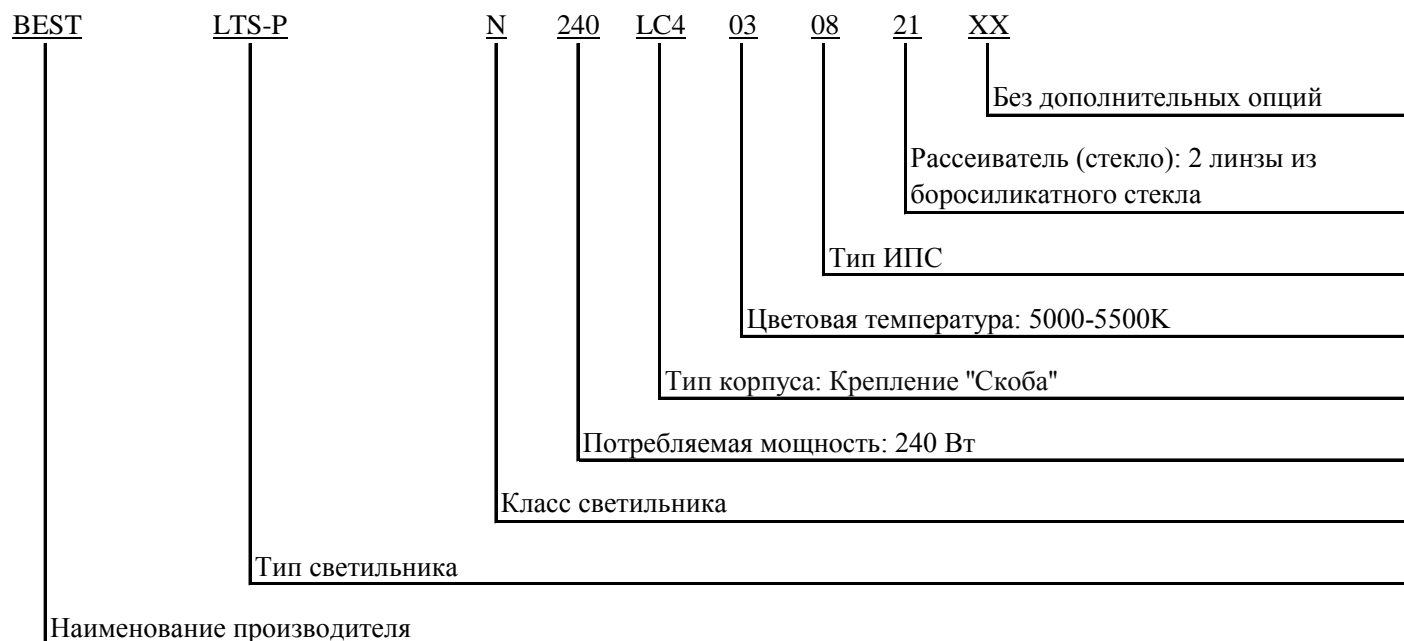 BEST LTS-P N 240 LC4 03 08 21 XX
Без дополнительных опций
Рассеиватель (стекло): 2 линзы из
боросиликатного стекла
Тип ИПС
Цветовая температура: 5000-5500K
Тип корпуса: Крепление "Скоба"
Потребляемая мощность: 240 Вт
Класс светильника
Тип светильника
Наименование производителя